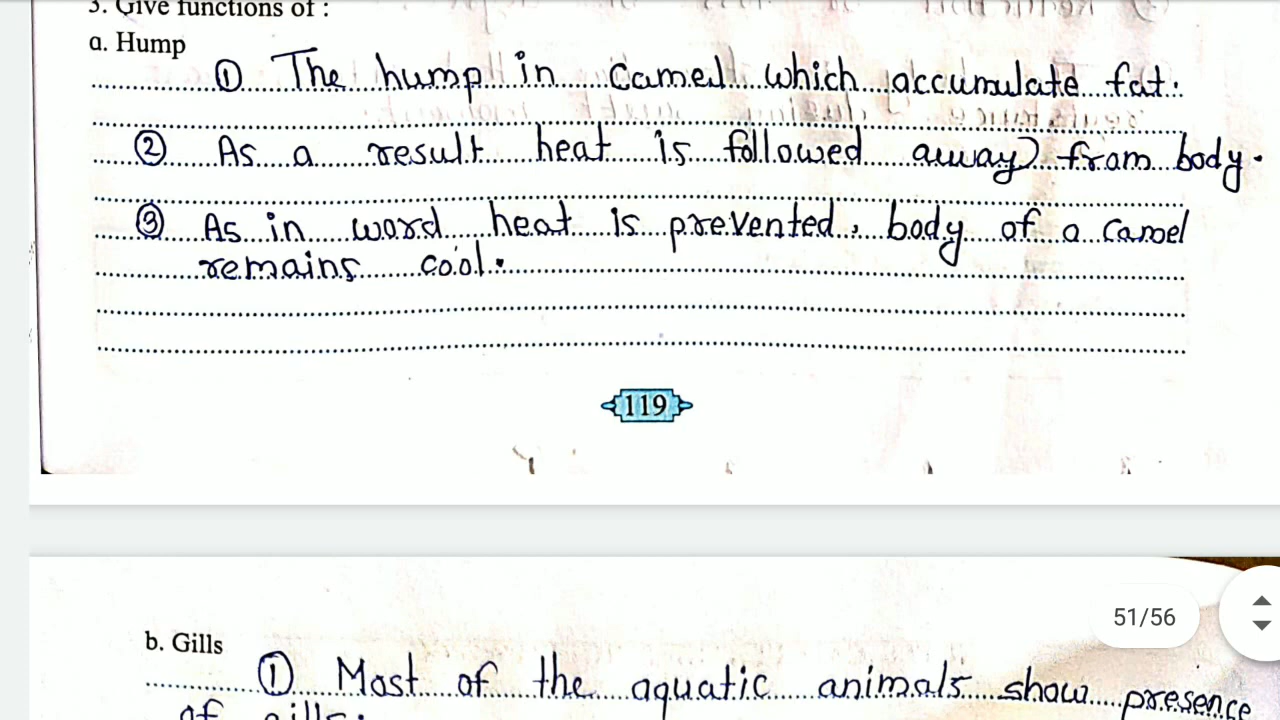 3. Give functions of :
a. Hump
① The hump in Camel which accumulate fat.
② As a result heat is followed away from body.
③ As in word heat is prevented, body of a camel
remains cool.
119
51/56
b. Gills
① Most of the aquatic animals show presence
of gills.